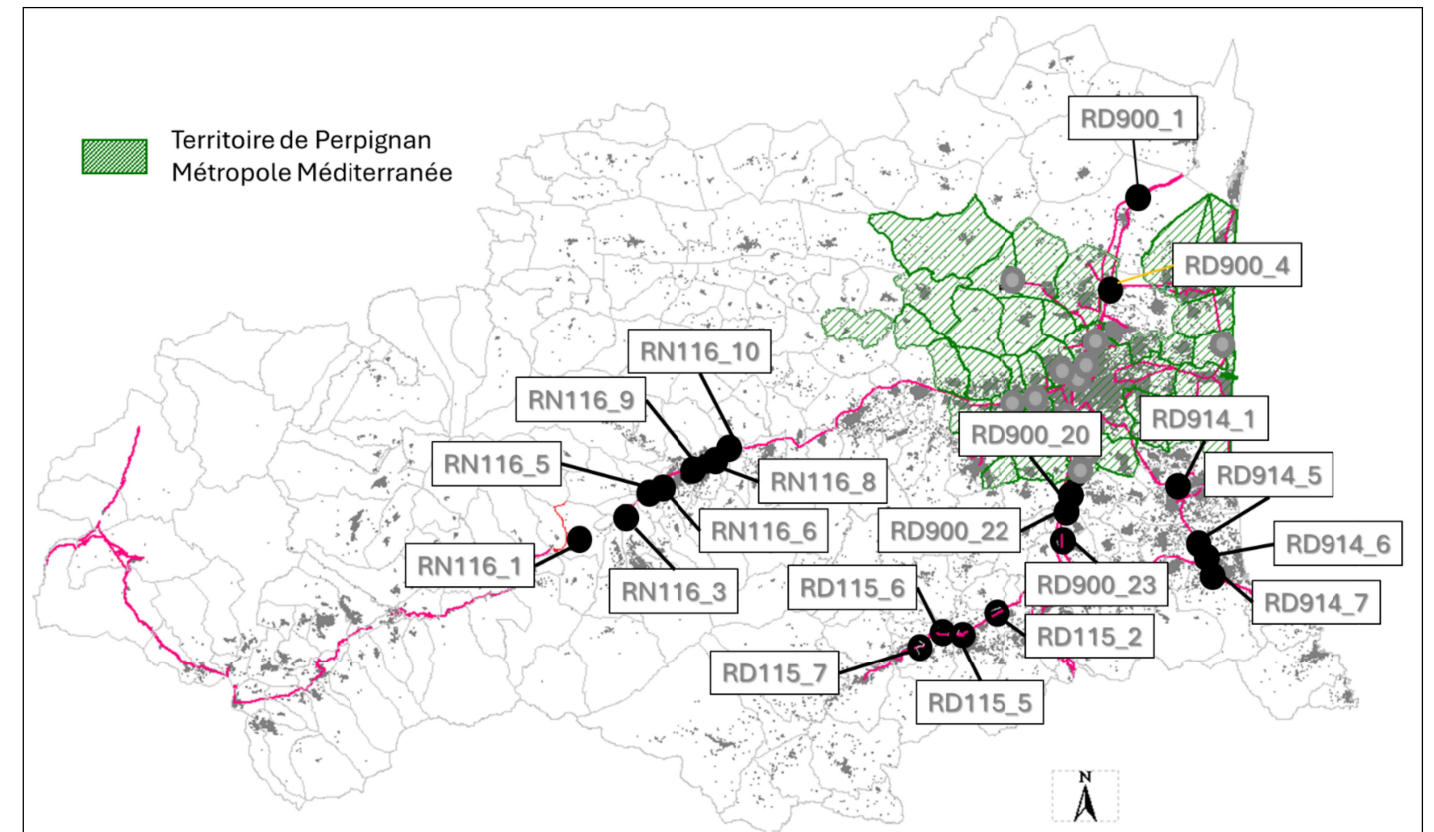 RD900_1
Territoire de Perpignan
Métropole Méditerranée
RD900_4
RN116_10
RN116_9
RD914_1
RD900_20
RN116_5
RD914_5
RN116_8
RN116_6
RD900_22
RD914_6
RN116_1
RN116_3
RD115_6
RD900_23
RD914_7
RD115_2
RD115_7
RD115_5
N